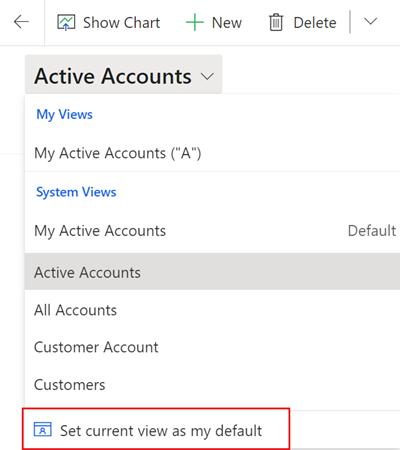 Show Chart New Delete
Active Accounts
My Views
My Active Accounts ("A")
System Views
My Active Accounts Default
Active Accounts
All Accounts
Customer Account
Customers
Set current view as my default